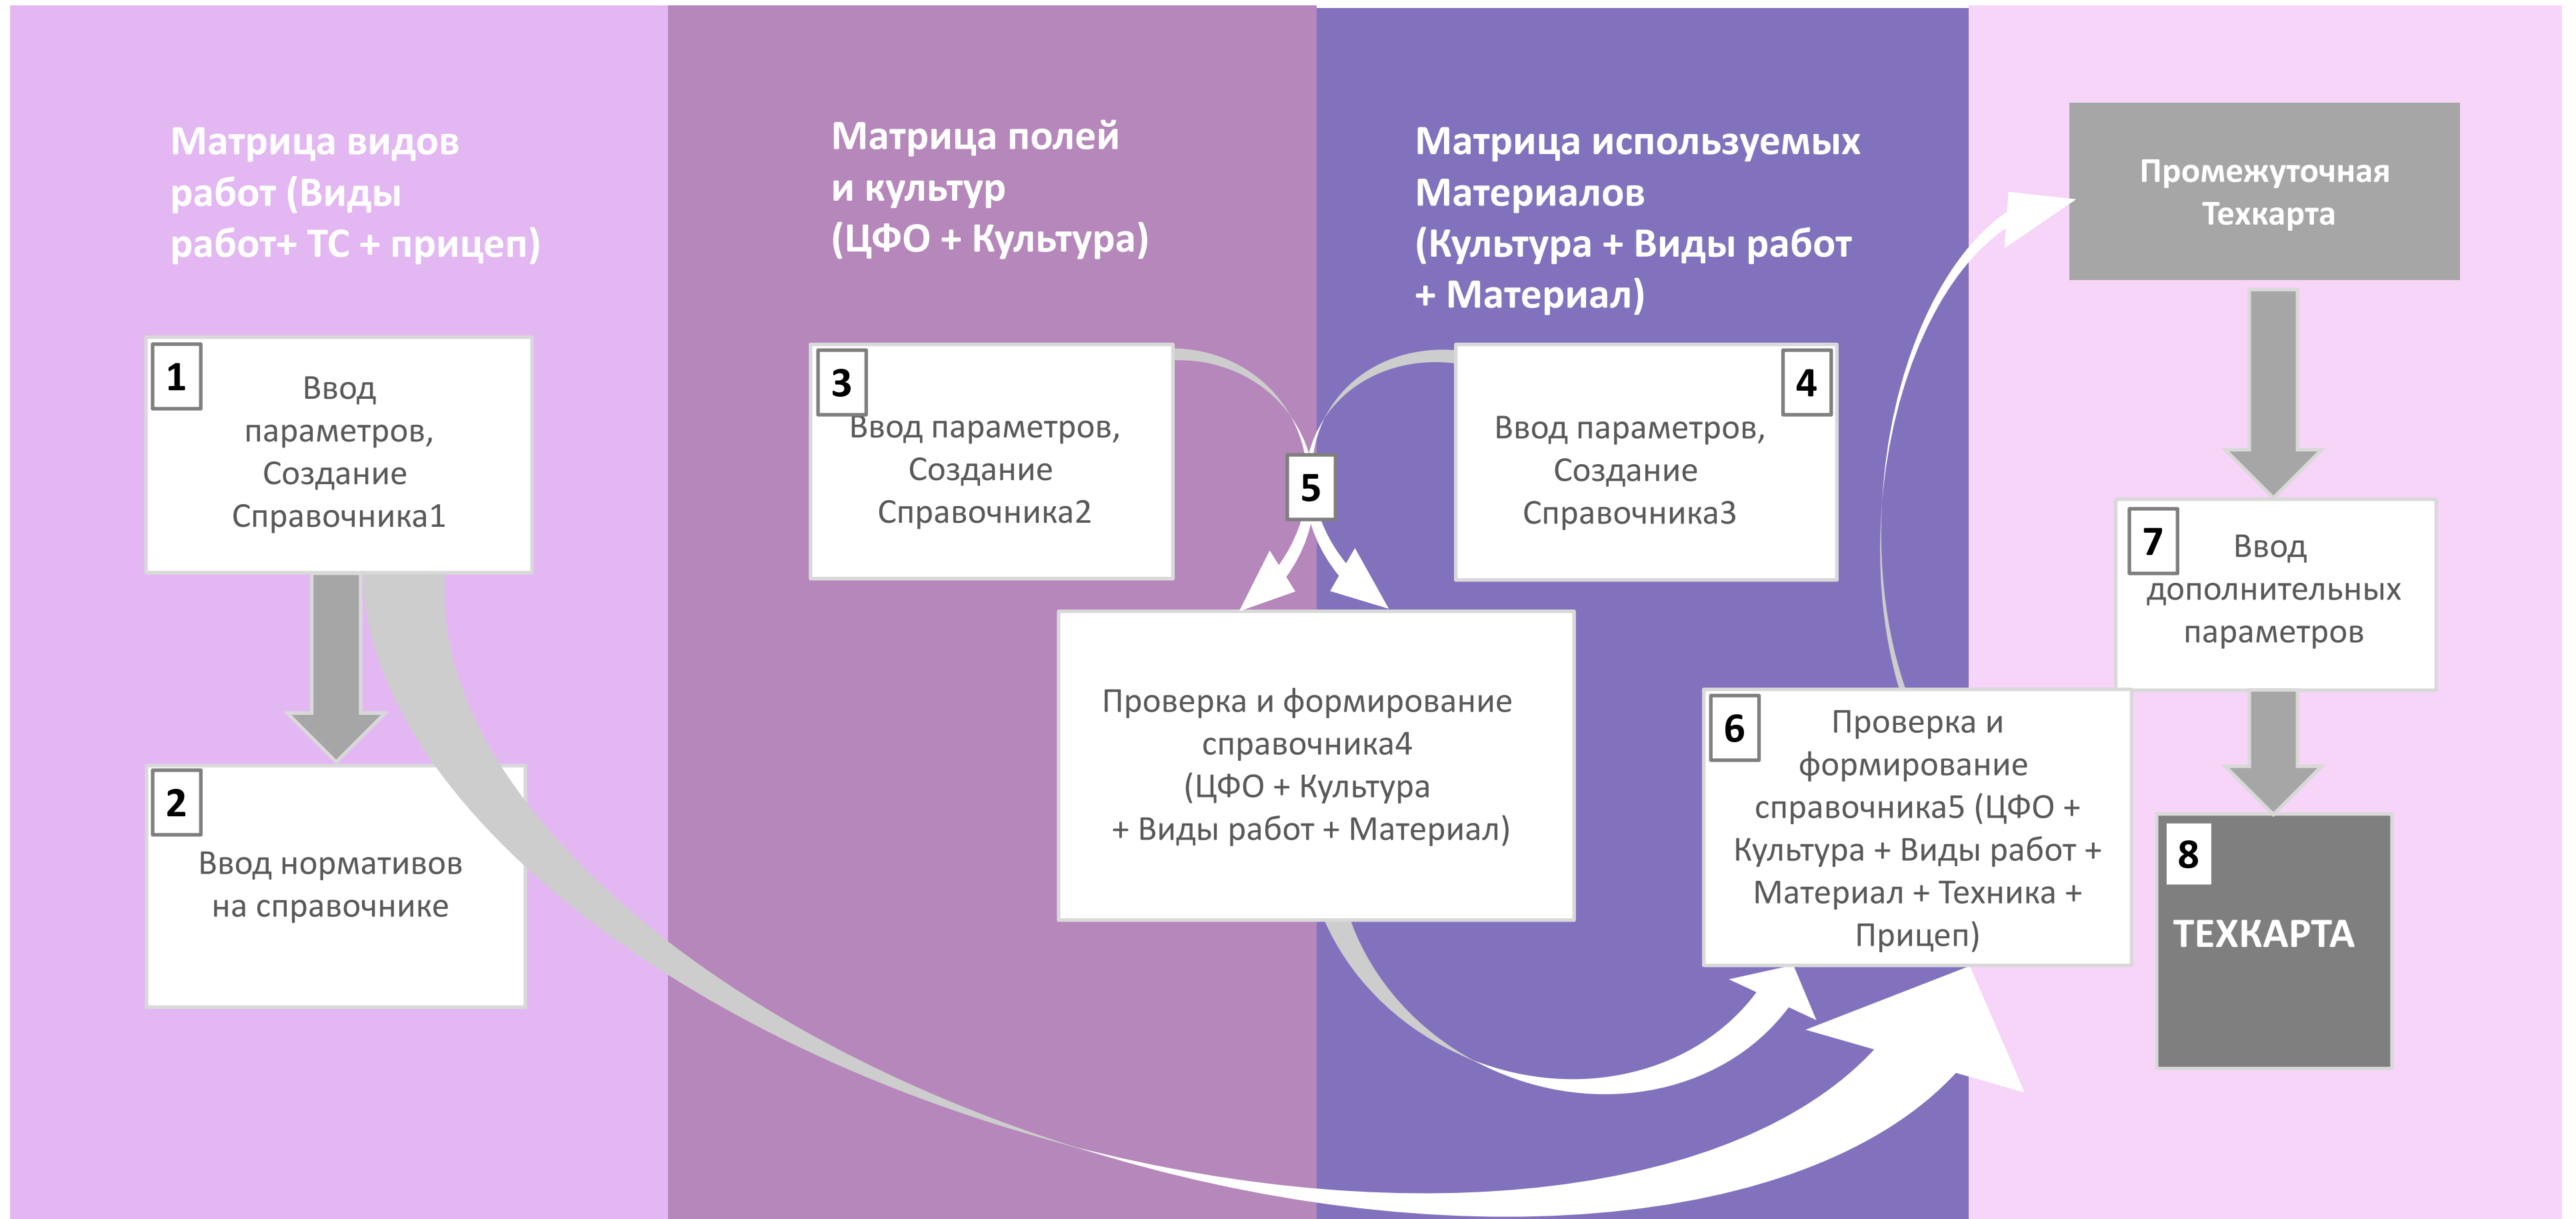 Матрица видов
работ (Виды
работ+ ТС + прицеп)
1
Ввод
параметров,
Создание
Справочника1
2
Ввод нормативов
на справочнике
Матрица полей
и культур
(ЦФО + Культура)
3
Ввод параметров,
Создание
Справочника2
Матрица используемых
Материалов
(Культура + Виды работ
+ Материал)
4
Ввод параметров,
Создание
Справочника3
5
Проверка и формирование
справочника4
(ЦФО + Культура
+ Виды работ + Материал)
6
Проверка и
формирование
справочника5 (ЦФО +
Культура + Виды работ +
Материал + Техника +
Прицеп)
Промежуточная
Техкарта
7
Ввод
дополнительных
параметров
8
ТЕХКАРТА